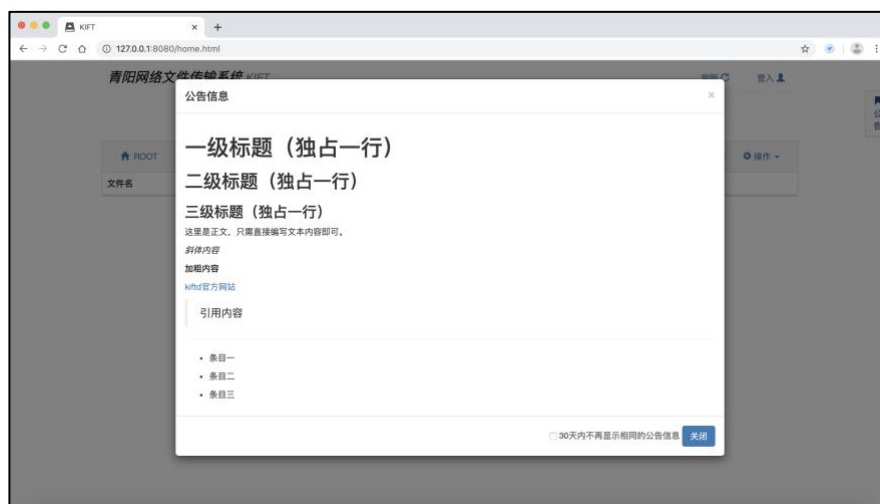 KIFT
127.0.0.1:8080/home.html
青阳网络文件传输系统 KIFT
刷新 登入
公告信息
公告
ROOT
操作
文件名
一级标题（独占一行）
二级标题（独占一行）
三级标题（独占一行）
这里是正文，只需直接编写文本内容即可。
斜体内容
加粗内容
kiftd官方网站
引用内容
条目一
条目二
条目三
30天内不再显示相同的公告信息 关闭